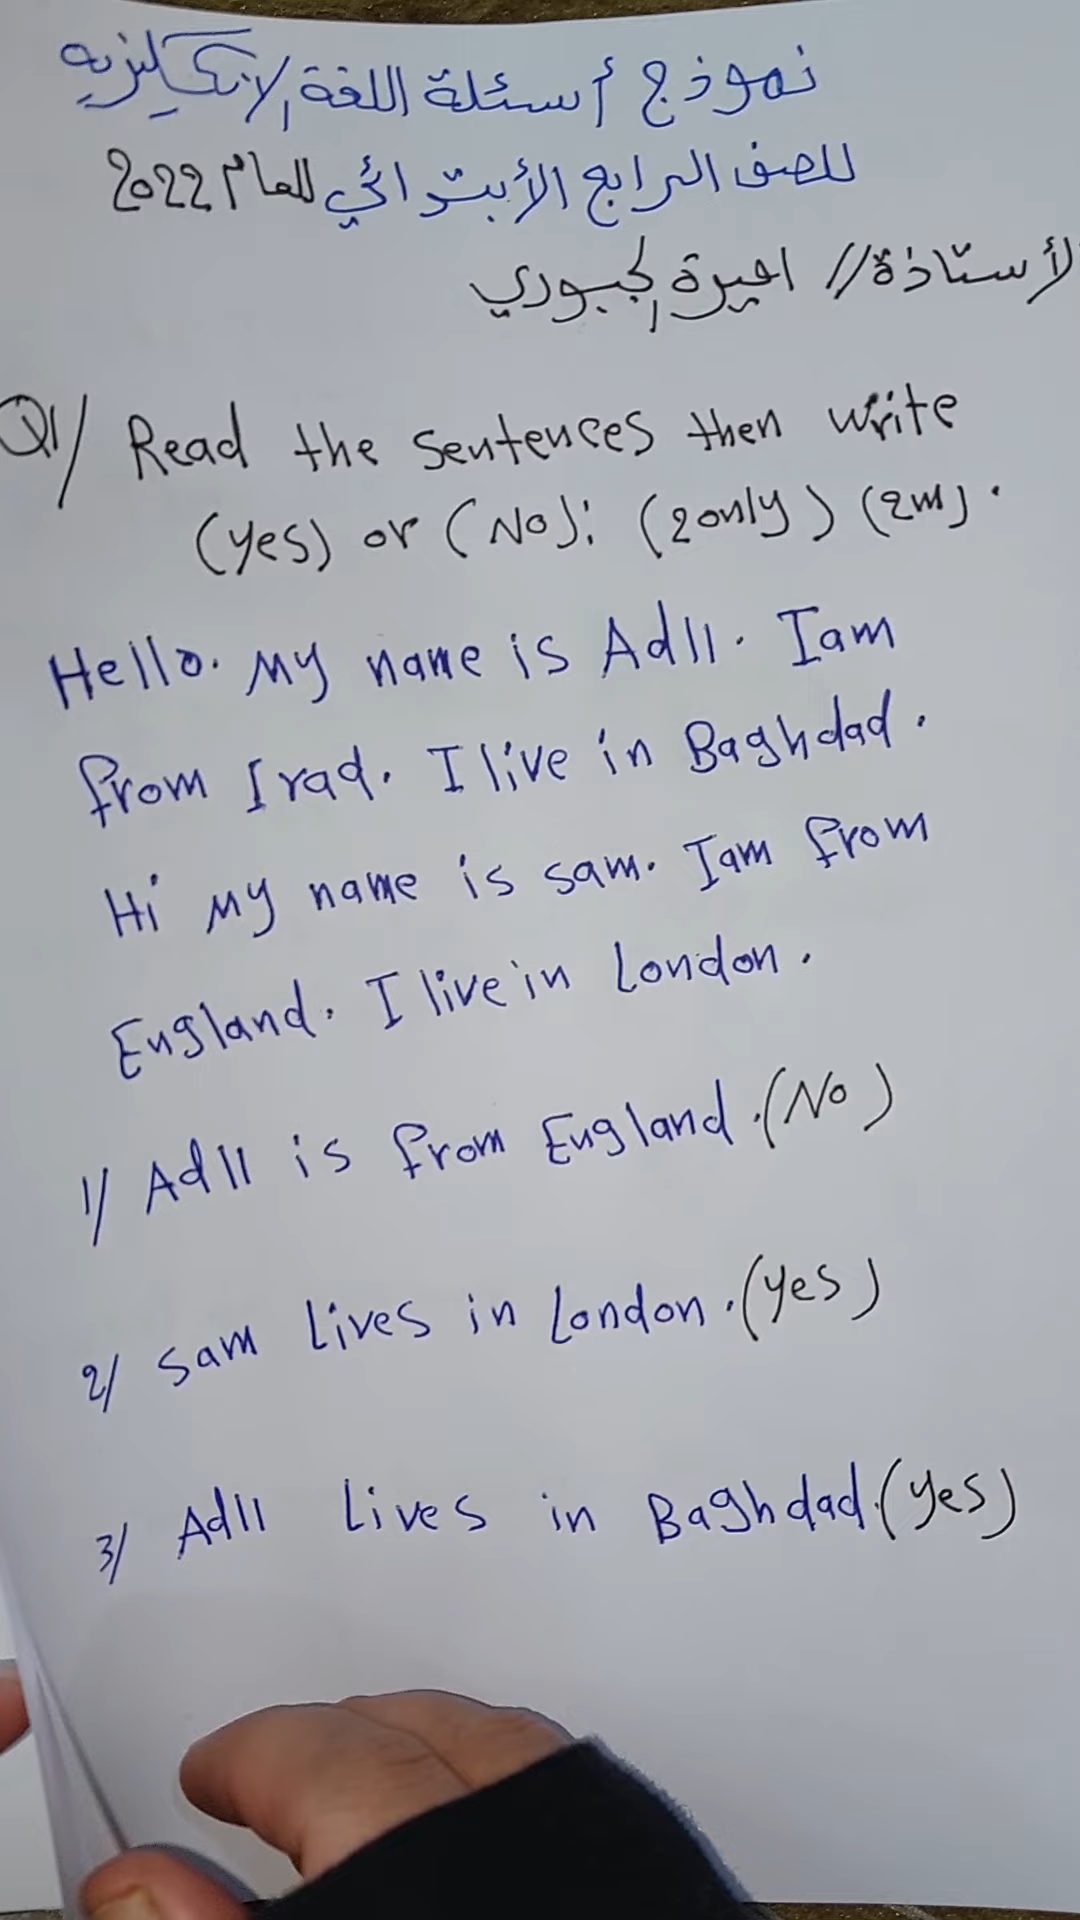 نموذج أسئلة اللغة الانكليزيه
للصف الرابع الأبتدائي للعام 2022
الأستاذة // اميرة الجبوري
Q1/ Read the sentences then write
(yes) or (No): (2only) (2m).
Hello. My name is Adll. Iam
from Irad. I live in Baghdad.
Hi my name is sam. Iam from
England. I live in London.
1/ Adll is from England.(No)
2/ Sam Lives in London.(yes)
3/ Adll Lives in Baghdad.(yes)